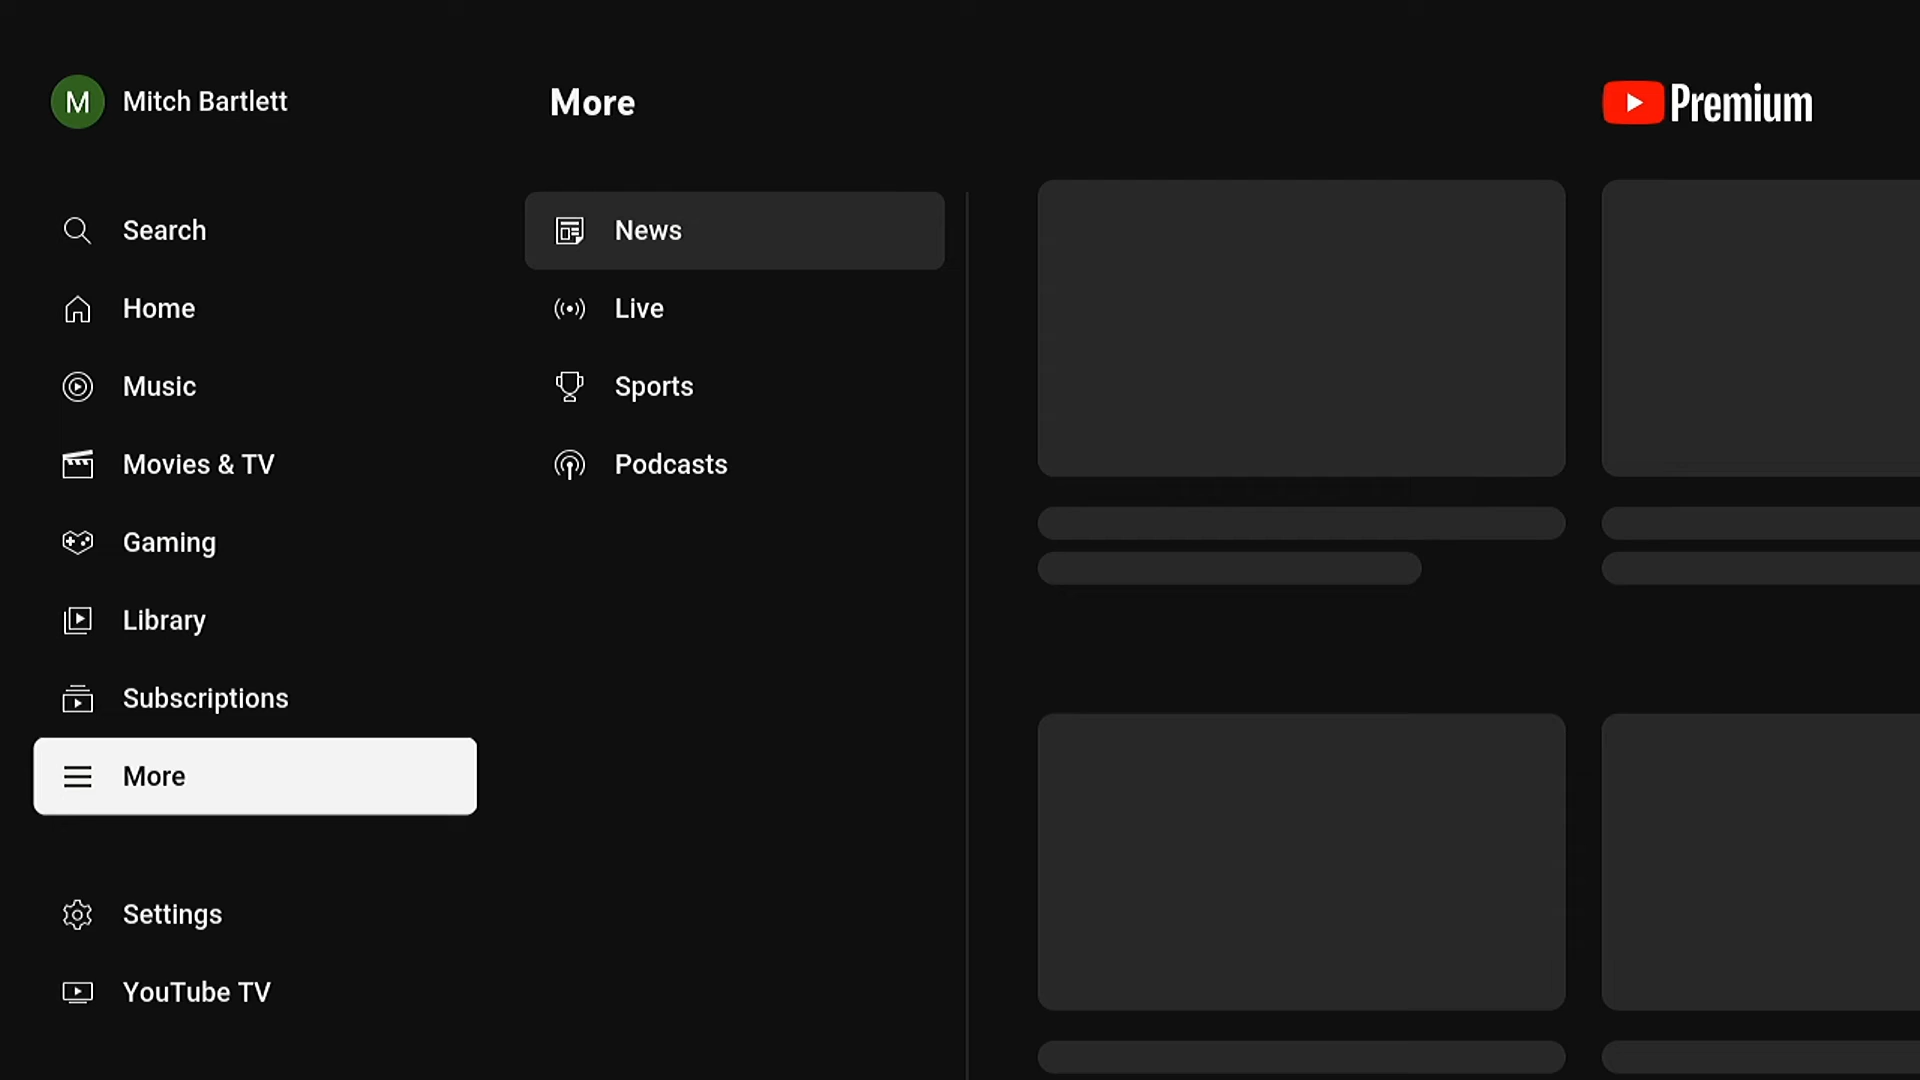 M Mitch Bartlett
Search
Home
Music
Movies & TV
Gaming
Library
Subscriptions
More
Settings
YouTube TV
More
News
Live
Sports
Podcasts
Premium